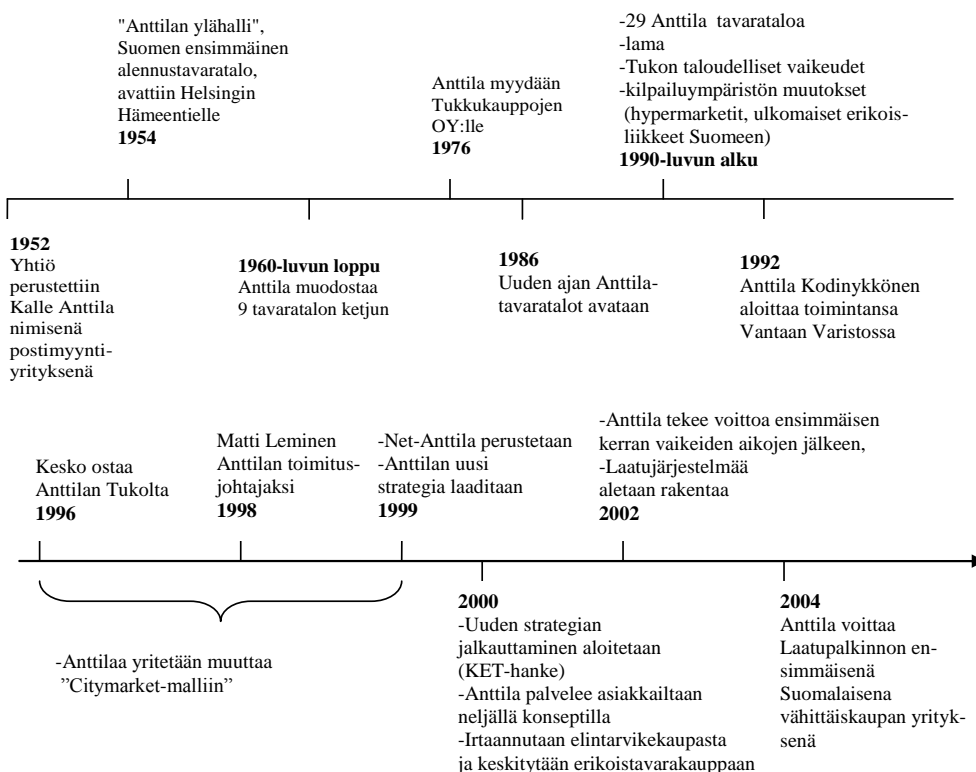 "Anttilan ylähalli",
Suomen ensimmäinen
alennustavaratalo,
avattiin Helsingin
Hämeentielle
1954
Anttila myydään
Tukkukauppojen
OY:lle
1976
-29 Anttila tavarataloa
-lama
-Tukon taloudelliset vaikeudet
-kilpailuympäristön muutokset
(hypermarketit, ulkomaiset erikois-
liikkeet Suomeen)
1990-luvun alku
1952
Yhtiö
perustettiin
Kalle Anttila
nimisenä
postimyynti-
yrityksenä
1960-luvun loppu
Anttila muodostaa
9 tavaratalon ketjun
1986
Uuden ajan Anttila-
tavaratalot avataan
1992
Anttila Kodinykkönen
aloittaa toimintansa
Vantaan Varistossa
Kesko ostaa
Anttilan Tukolta
1996
Matti Leminen
Anttilan toimitus-
johtajaksi
1998
-Net-Anttila perustetaan
-Anttilan uusi
strategia laaditaan
1999
-Anttila tekee voittoa ensimmäisen
kerran vaikeiden aikojen jälkeen,
-Laatujärjestelmää
aletaan rakentaa
2002
-Anttilaa yritetään muuttaa
”Citymarket-malliin”
2000
-Uuden strategian
jalkauttaminen aloitetaan
(KET-hanke)
-Anttila palvelee asiakkailtaan
neljällä konseptilla
-Irtaannutaan elintarvikekaupasta
ja keskitytään erikoistavarakauppaan
2004
Anttila voittaa
Laatupalkinnon en-
simmäisenä
Suomalaisena
vähittäiskaupan yrityk-
senä